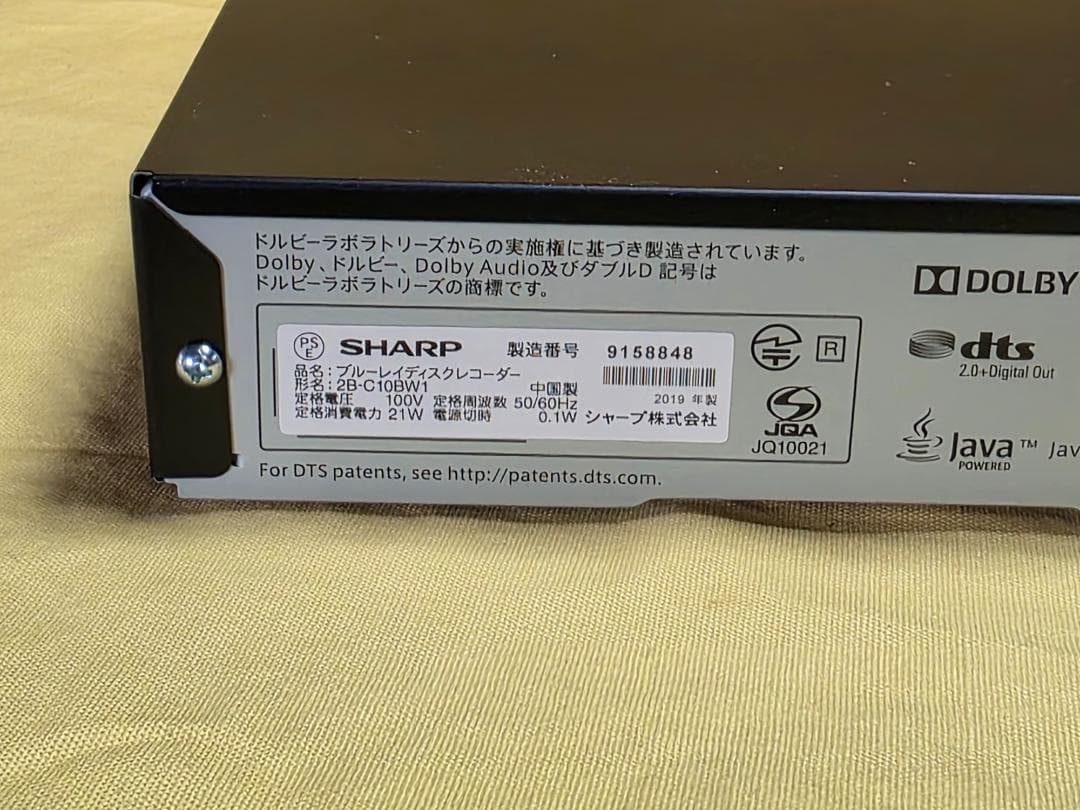 ドルビーラボラトリーズからの実施権に基づき製造されています。
Dolby、ドルビー、Dolby Audio及びダブルD 記号は
ドルビーラボラトリーズの商標です。
PS
E
SHARP 製造番号 9158848
品名：ブルーレイディスクレコーダー
形名：2B-C10BW1 中国製
2019 年製
定格電圧 100V 定格周波数 50/60Hz
定格消費電力 21W 電源切時 0.1W シャープ株式会社
R
JQA
JQ10021
For DTS patents, see http://patents.dts.com.
DOLBY
dts
2.0+Digital Out
Java™ Jav
POWERED